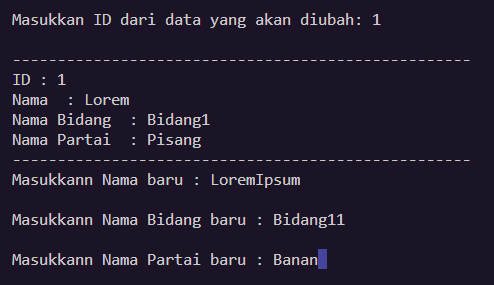 Masukkan ID dari data yang akan diubah: 1
---------------------------------------------------
ID : 1
Nama  : Lorem
Nama Bidang  : Bidang1
Nama Partai  : Pisang
---------------------------------------------------
Masukkann Nama baru : LoremIpsum
Masukkann Nama Bidang baru : Bidang11
Masukkann Nama Partai baru : Banan